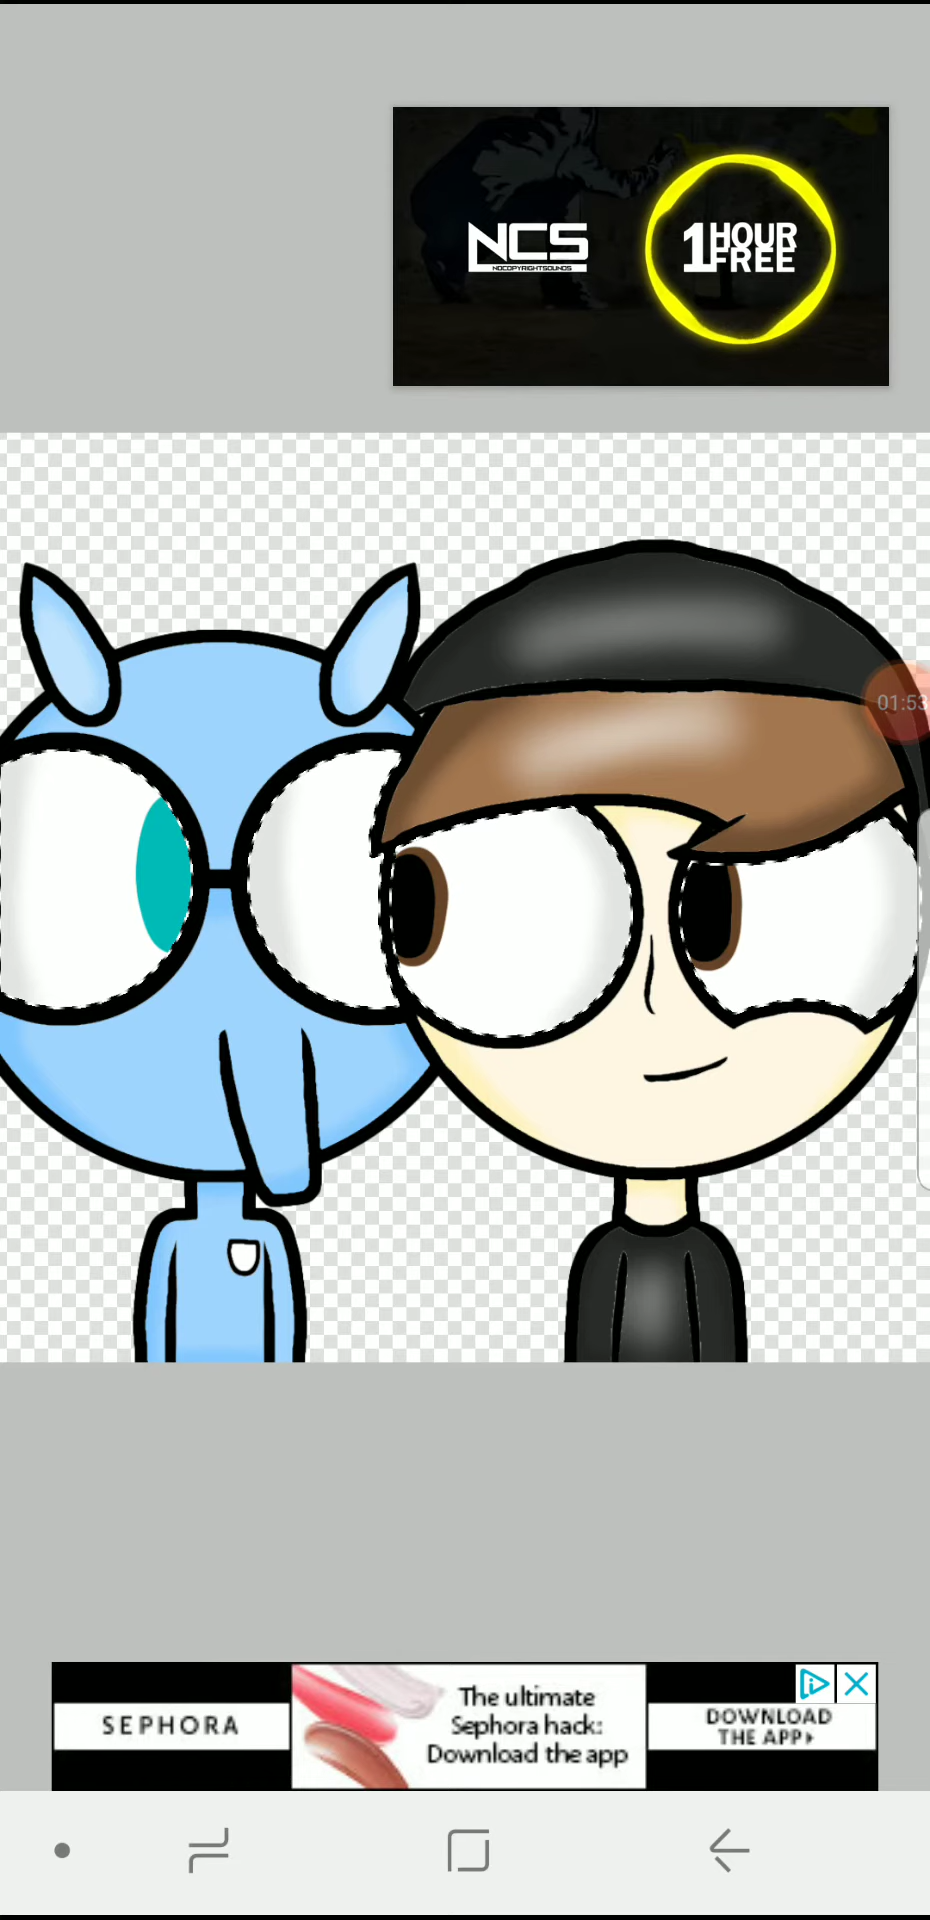 NCS
NOCOPYRIGHTSOUNDS
1HOUR
FREE
01:53
SEPHORA
The ultimate
Sephora hack:
Download the app
DOWNLOAD
THE APP